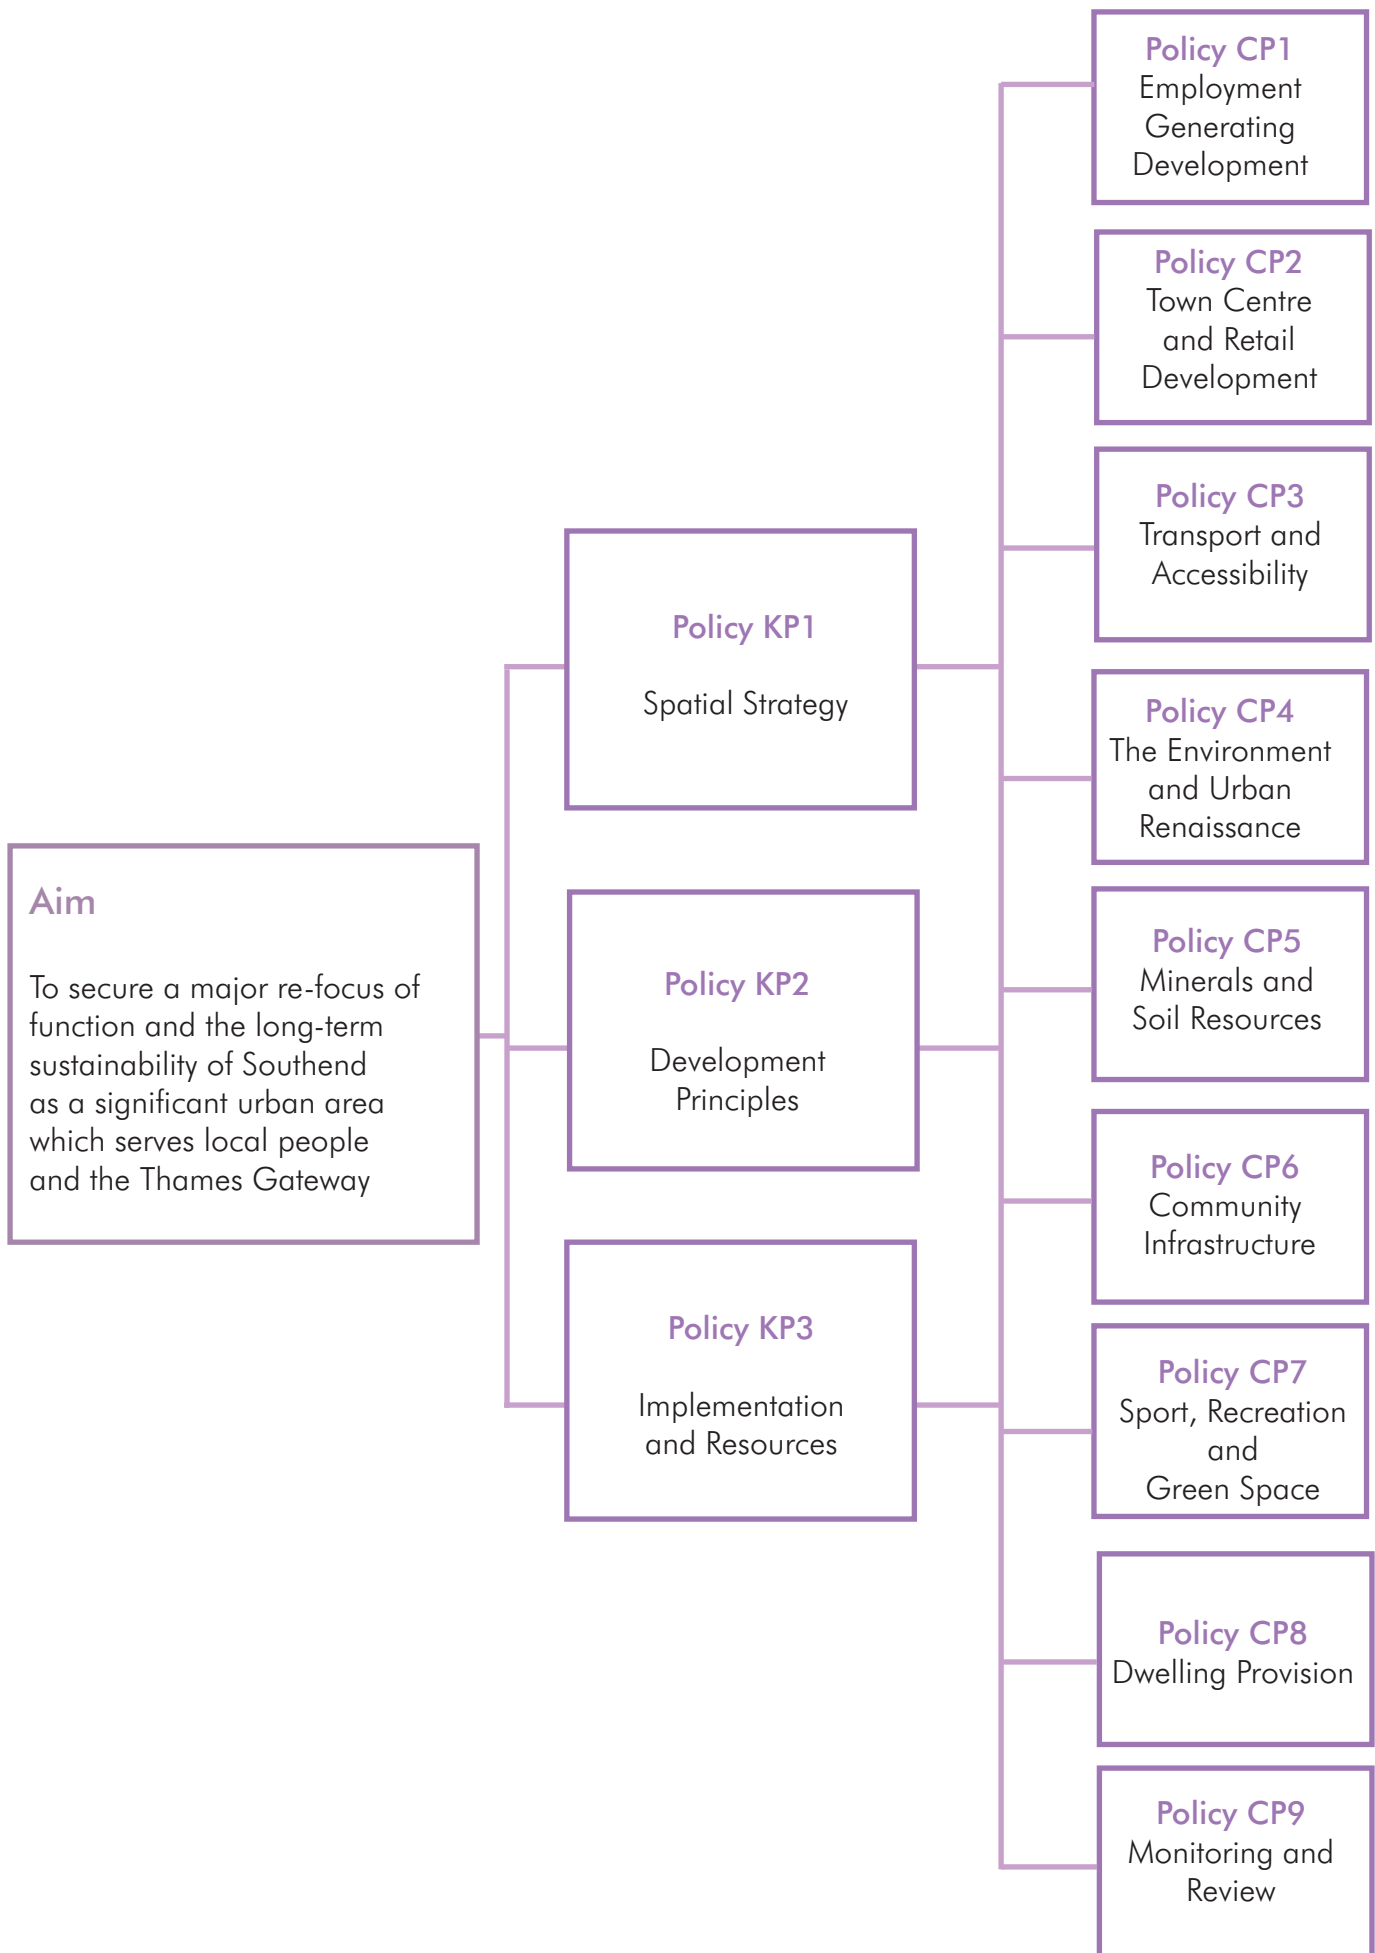 Aim
To secure a major re-focus of
function and the long-term
sustainability of Southend
as a significant urban area
which serves local people
and the Thames Gateway
Policy KP1
Spatial Strategy
Policy KP2
Development
Principles
Policy KP3
Implementation
and Resources
Policy CP1
Employment
Generating
Development
Policy CP2
Town Centre
and Retail
Development
Policy CP3
Transport and
Accessibility
Policy CP4
The Environment
and Urban
Renaissance
Policy CP5
Minerals and
Soil Resources
Policy CP6
Community
Infrastructure
Policy CP7
Sport, Recreation
and
Green Space
Policy CP8
Dwelling Provision
Policy CP9
Monitoring and
Review